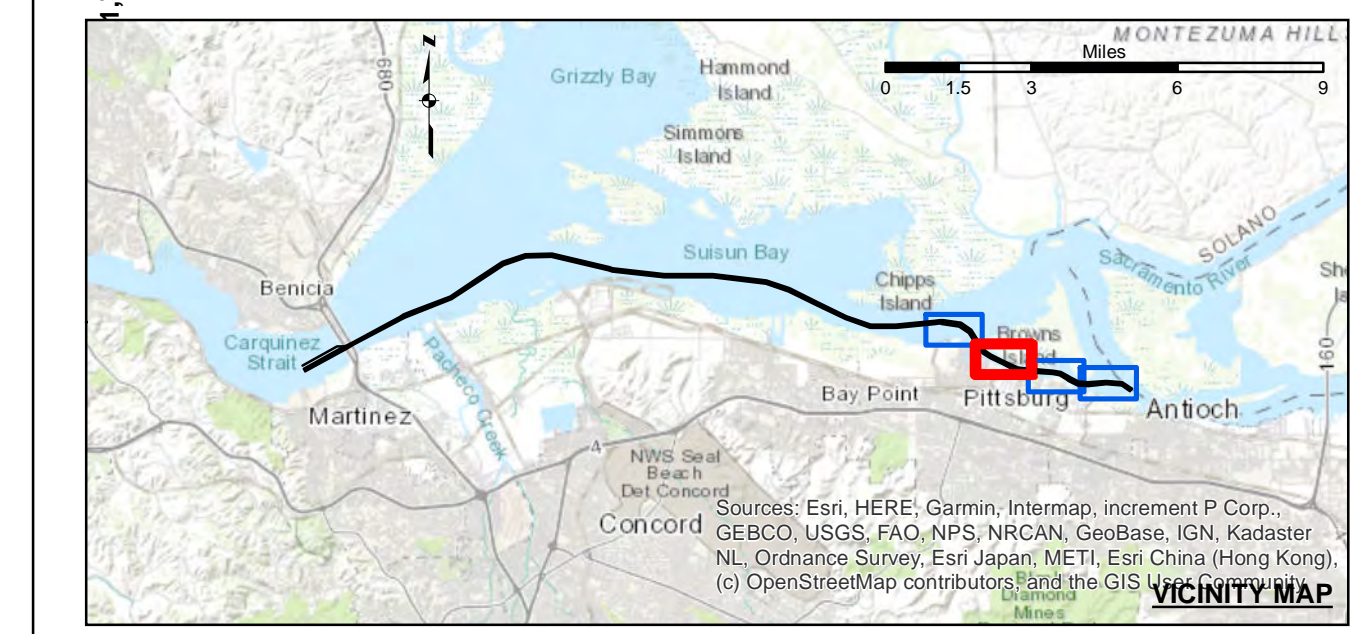 MONTEZUMA HILL
Miles
0 1.5 3 6 9
N
680
Grizzly Bay
Hammond
Island
Simmons
Island
SOLANO
Suisun Bay
Sacramento River
Chipps
Island
Benicia
Browns
Island
Carquinez
Strait
Pacheco Creek
160
Bay Point
Pittsburg
Antioch
Martinez
4
NWS Seal
Beach
Det Concord
Concord
Sources: Esri, HERE, Garmin, Intermap, increment P Corp.,
GEBCO, USGS, FAO, NPS, NRCAN, GeoBase, IGN, Kadaster
NL, Ordnance Survey, Esri Japan, METI, Esri China (Hong Kong),
(c) OpenStreetMap contributors, and the GIS User Community
Diamond
Mines
VICINITY MAP